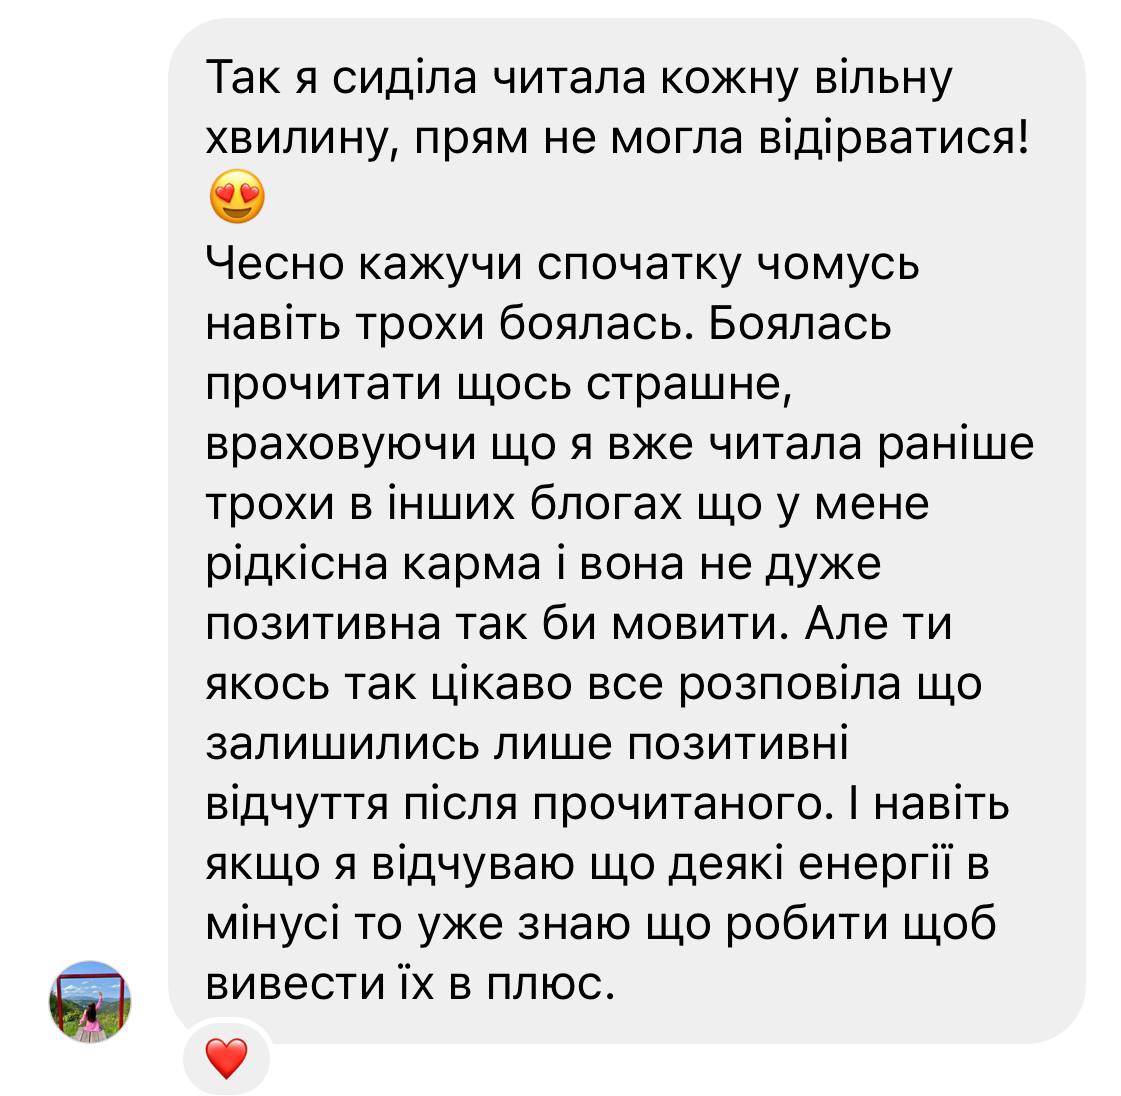 Так я сиділа читала кожну вільну
хвилину, прям не могла відірватися!
😍
Чесно кажучи спочатку чомусь
навіть трохи боялась. Боялась
прочитати щось страшне,
враховуючи що я вже читала раніше
трохи в інших блогах що у мене
рідкісна карма і вона не дуже
позитивна так би мовити. Але ти
якось так цікаво все розповіла що
залишились лише позитивні
відчуття після прочитаного. І навіть
якщо я відчуваю що деякі енергії в
мінусі то уже знаю що робити щоб
вивести їх в плюс.
❤️